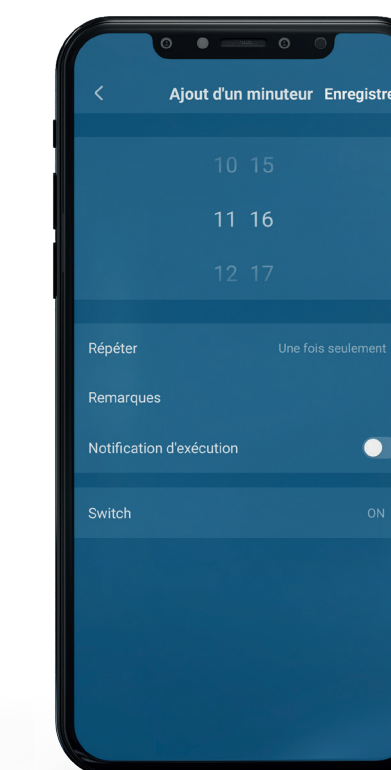 Ajout d'un minuteur Enregistre
10 15
11 16
12 17
Répéter Une fois seulement
Remarques
Notification d'exécution
Switch ON